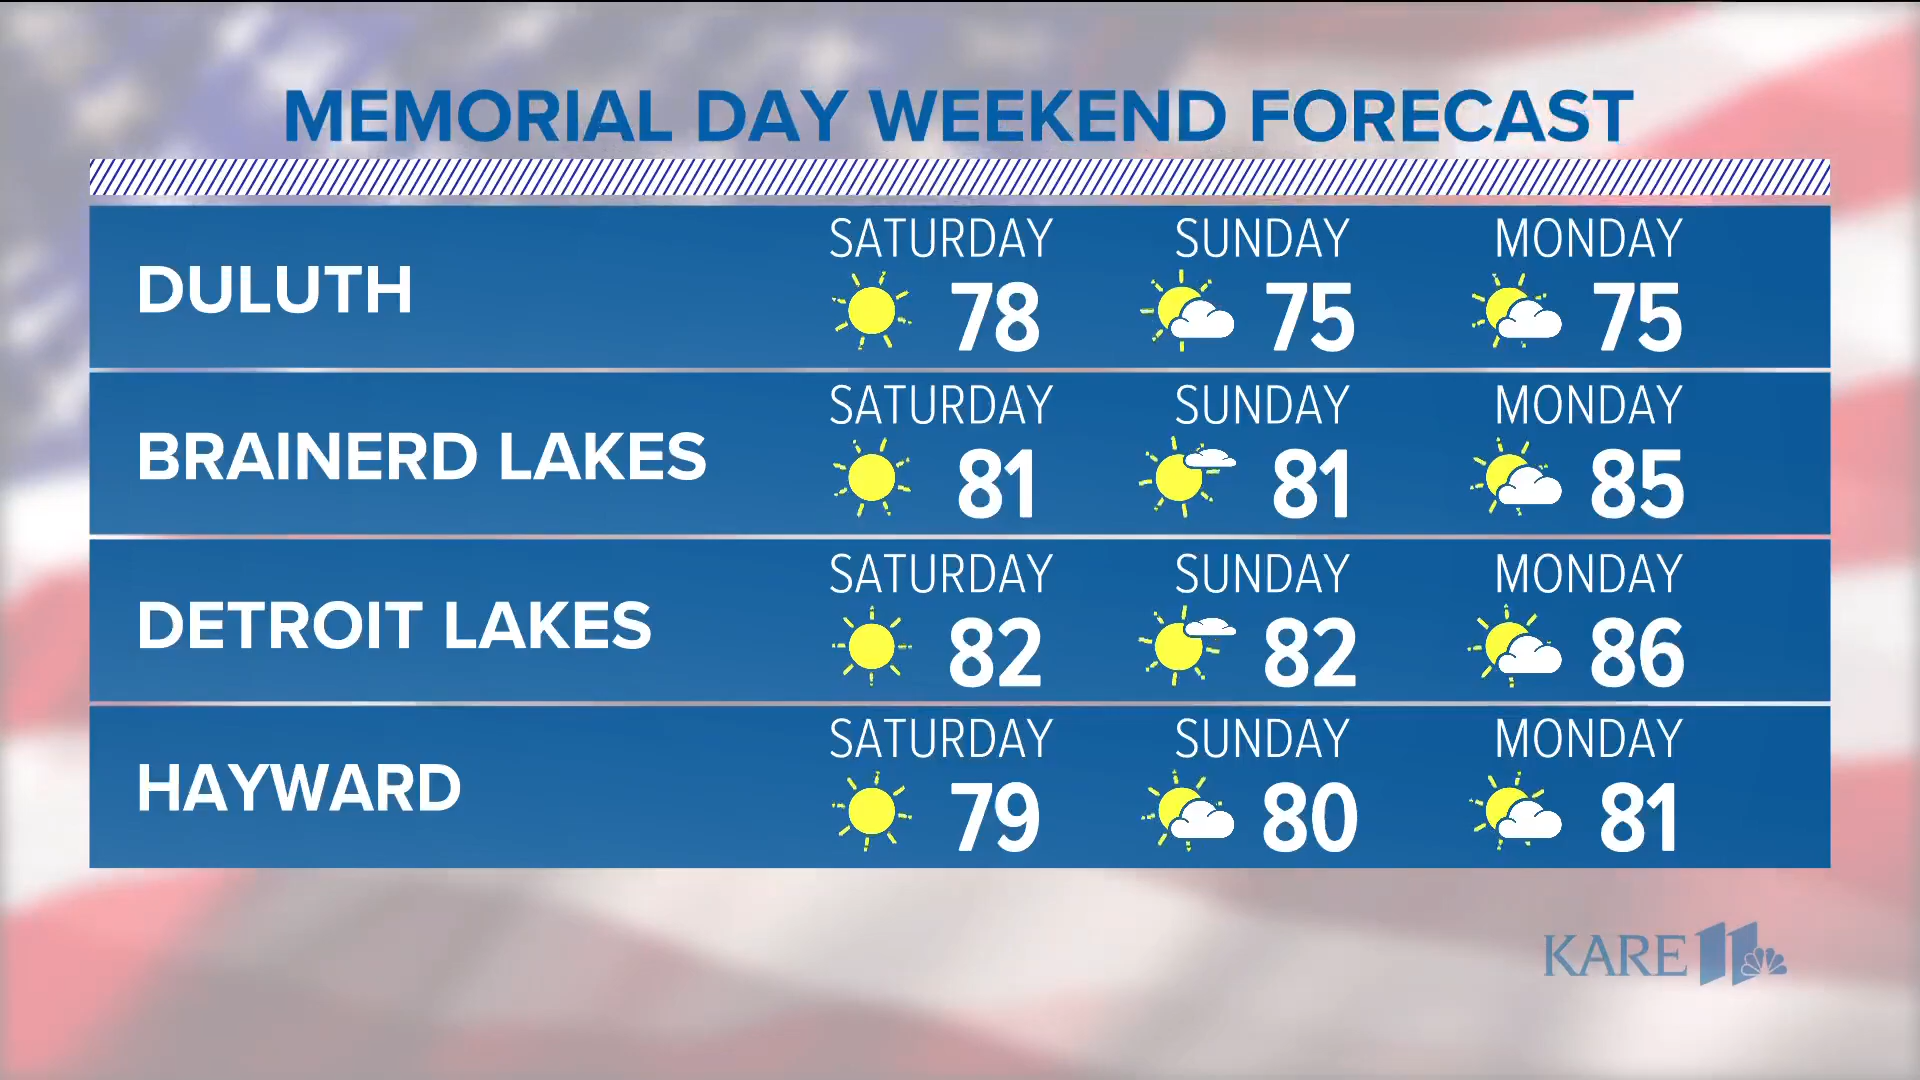 MEMORIAL DAY WEEKEND FORECAST
SATURDAY SUNDAY MONDAY
DULUTH 78 75 75
SATURDAY SUNDAY MONDAY
BRAINERD LAKES 81 81 85
SATURDAY SUNDAY MONDAY
DETROIT LAKES 82 82 86
SATURDAY SUNDAY MONDAY
HAYWARD 79 80 81
KARE 11